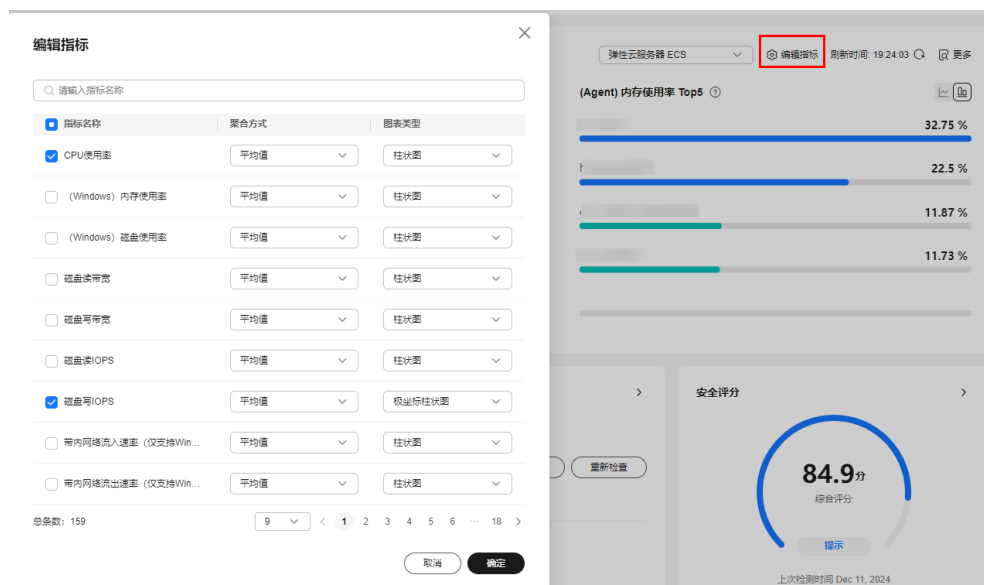 编辑指标
请输入指标名称
指标名称 聚合方式 图表类型
CPU使用率 平均值 柱状图
（Windows）内存使用率 平均值 柱状图
（Windows）磁盘使用率 平均值 柱状图
磁盘读带宽 平均值 柱状图
磁盘写带宽 平均值 柱状图
磁盘读IOPS 平均值 柱状图
磁盘写IOPS 平均值 极坐标柱状图
带内网络流入速率（仅支持Win... 平均值 柱状图
带内网络流出速率（仅支持Win... 平均值 柱状图
总条数：159 9 1 2 3 4 5 6 ... 18
取消 确定
弹性云服务器 ECS 编辑指标 刷新时间: 19:24:03 更多
(Agent) 内存使用率 Top5
32.75 %
22.5 %
11.87 %
11.73 %
安全评分
重新检查
84.9分
综合评分
提示
上次检测时间 Dec 11, 2024